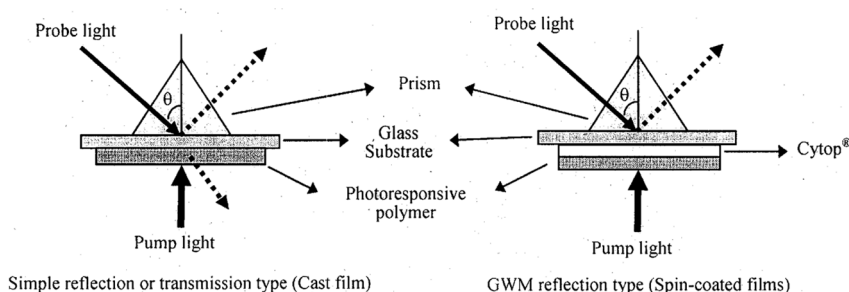 Probe light
θ
Prism
Glass
Substrate
Photoresponsive
polymer
Pump light
Simple reflection or transmission type (Cast film)
Probe light
θ
Cytop®
Pump light
GWM reflection type (Spin-coated films)